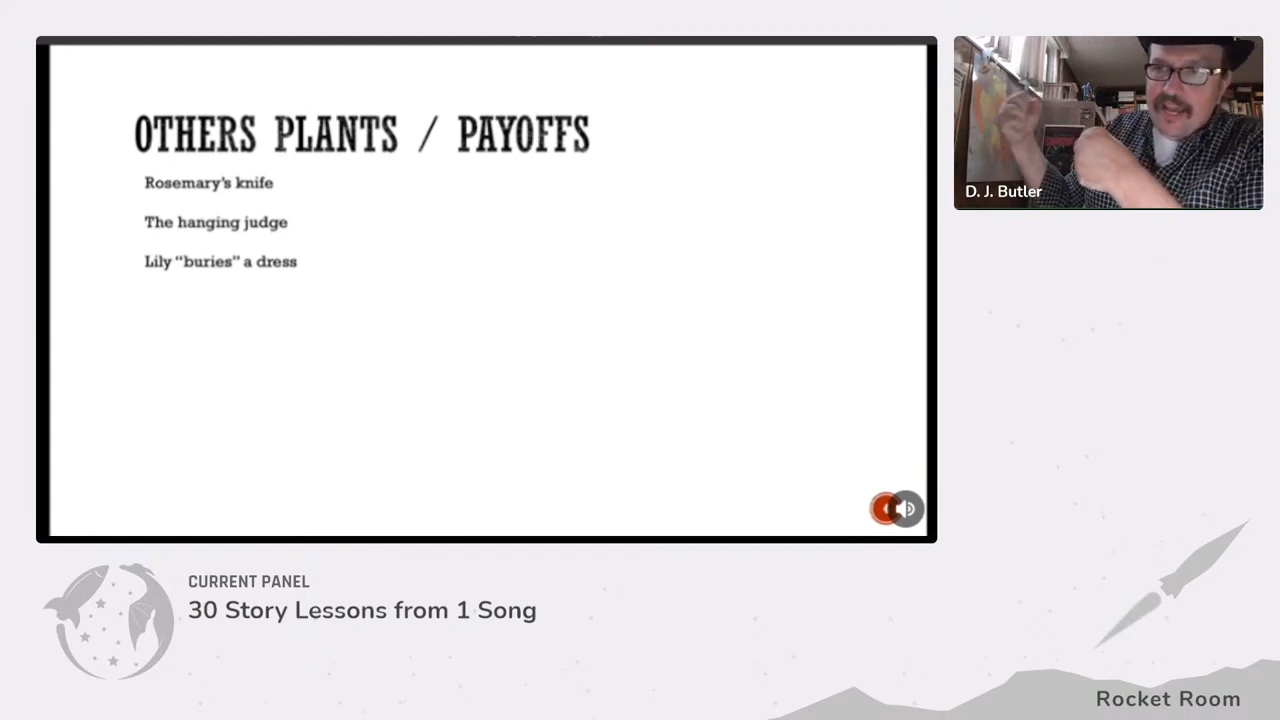 OTHERS PLANTS / PAYOFFS
Rosemary's knife
The hanging judge
Lily “buries” a dress
D. J. Butler
CURRENT PANEL
30 Story Lessons from 1 Song
Rocket Room